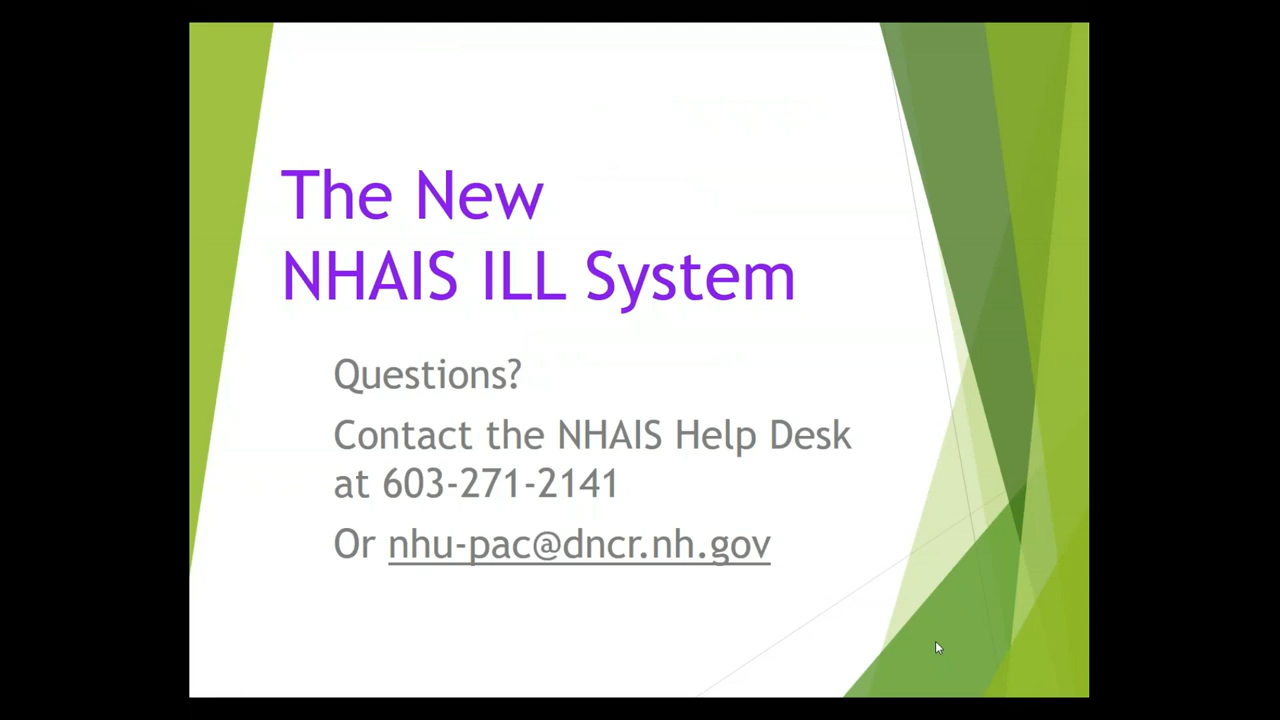 The New
NHAIS ILL System
Questions?
Contact the NHAIS Help Desk
at 603-271-2141
Or nhu-pac@dncr.nh.gov